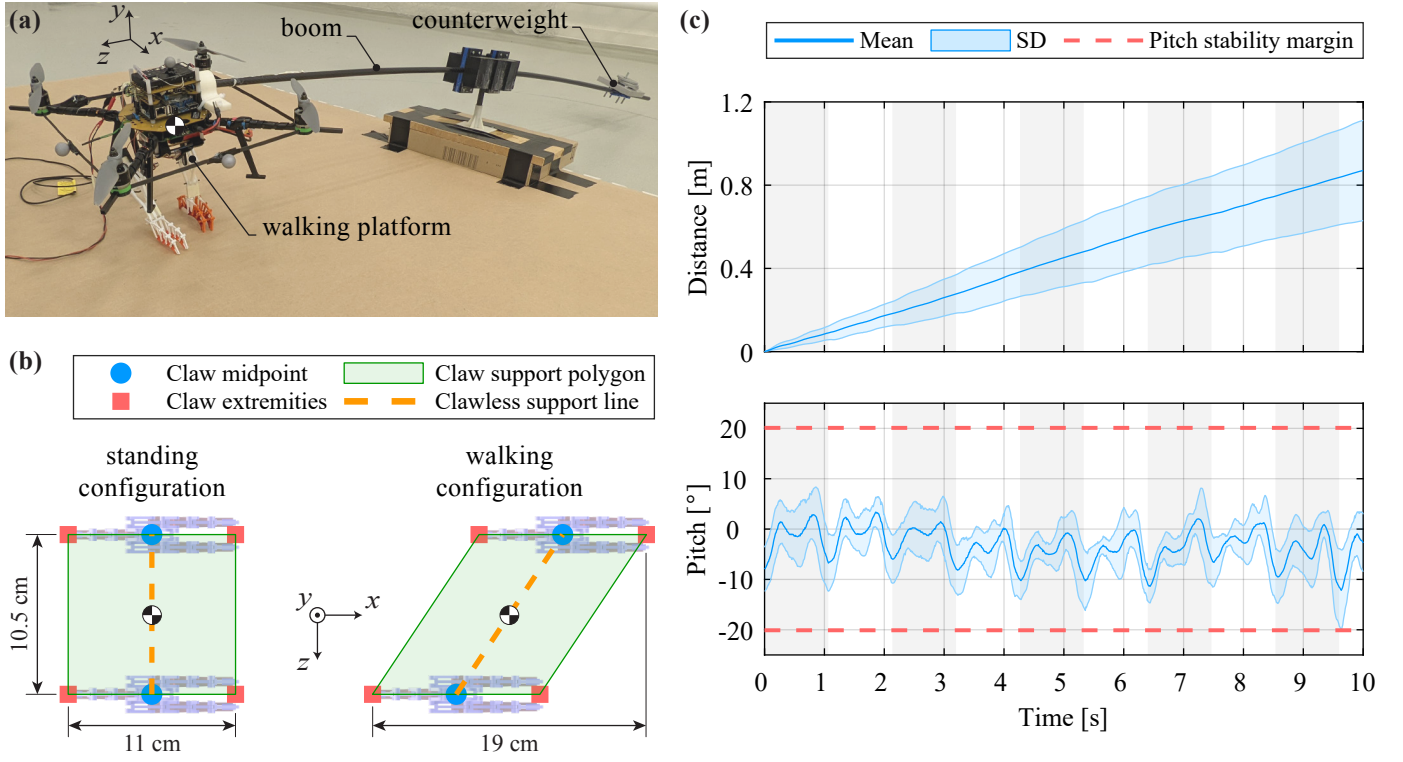 (a)
y
x
z
boom
counterweight
walking platform
(b)
Claw midpoint
Claw support polygon
Claw extremities
Clawless support line
standing
configuration
walking
configuration
10.5 cm
y
x
z
11 cm
19 cm
(c)
Mean
SD
Pitch stability margin
Distance [m]
1.2
0.8
0.4
0
Pitch [°]
20
10
0
-10
-20
0 1 2 3 4 5 6 7 8 9 10
Time [s]